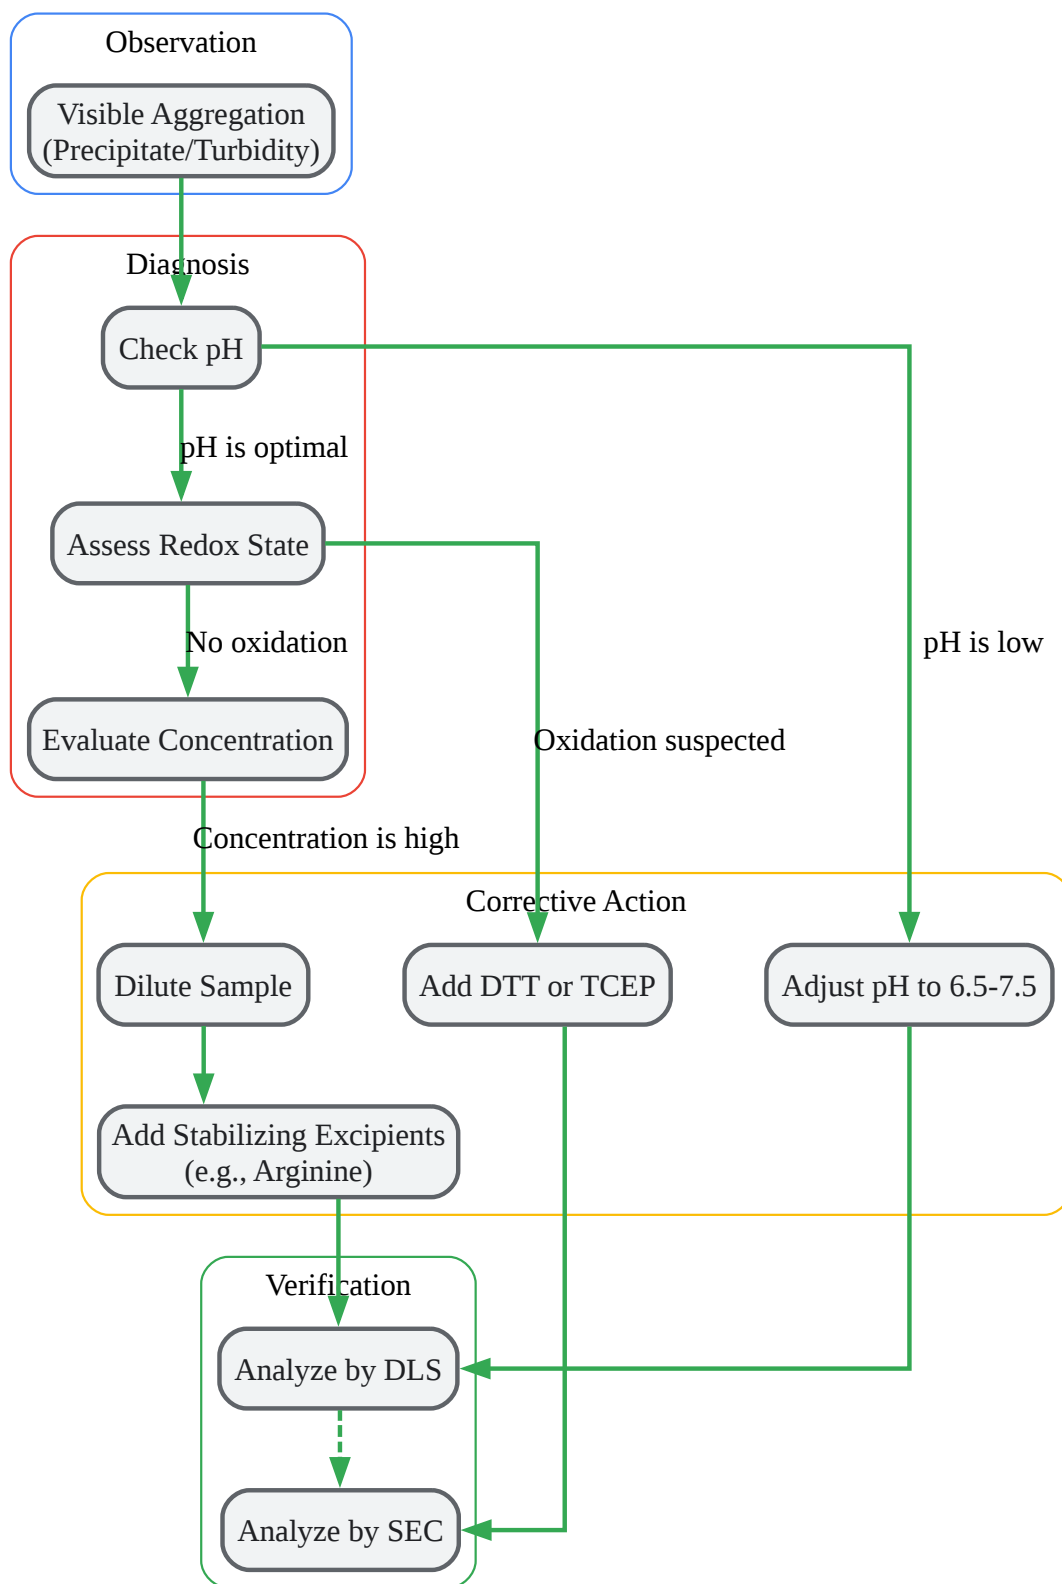 Observation
Visible Aggregation
(Precipitate/Turbidity)
Diagnosis
Check pH
pH is optimal
Assess Redox State
No oxidation
pH is low
Evaluate Concentration
Oxidation suspected
Concentration is high
Corrective Action
Dilute Sample
Add DTT or TCEP
Adjust pH to 6.5-7.5
Add Stabilizing Excipients
(e.g., Arginine)
Verification
Analyze by DLS
Analyze by SEC